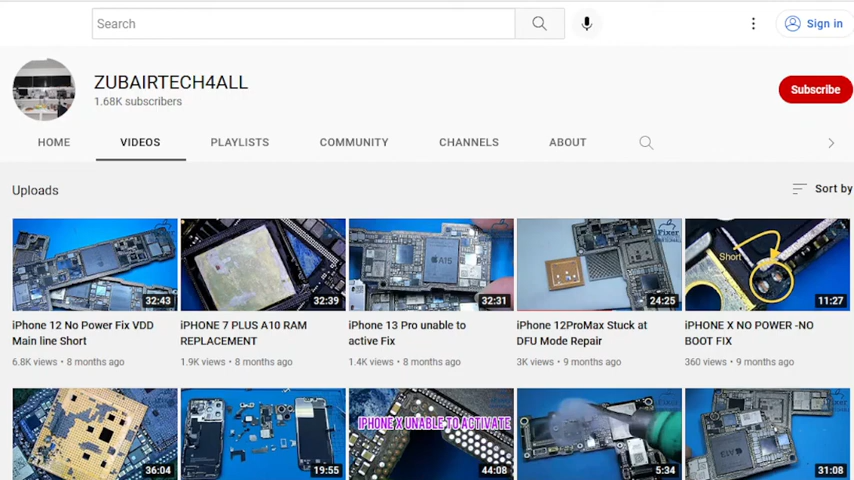 Search
Sign in
ZUBAIRTECH4ALL
1.68K subscribers
Subscribe
HOME VIDEOS PLAYLISTS COMMUNITY CHANNELS ABOUT
Uploads
Sort by
A15
Fixer
Fixer
Short
32:43 32:39 32:31 24:25 11:27
iPhone 12 No Power Fix VDD Main line Short
iPHONE 7 PLUS A10 RAM REPLACEMENT
iPhone 13 Pro unable to active Fix
iPhone 12ProMax Stuck at DFU Mode Repair
iPHONE X NO POWER -NO BOOT FIX
6.8K views • 8 months ago
1.9K views • 8 months ago
1.4K views • 8 months ago
3K views • 9 months ago
360 views • 9 months ago
IPHONE X UNABLE TO ACTIVATE
36:04 19:55 44:08 5:34 31:08